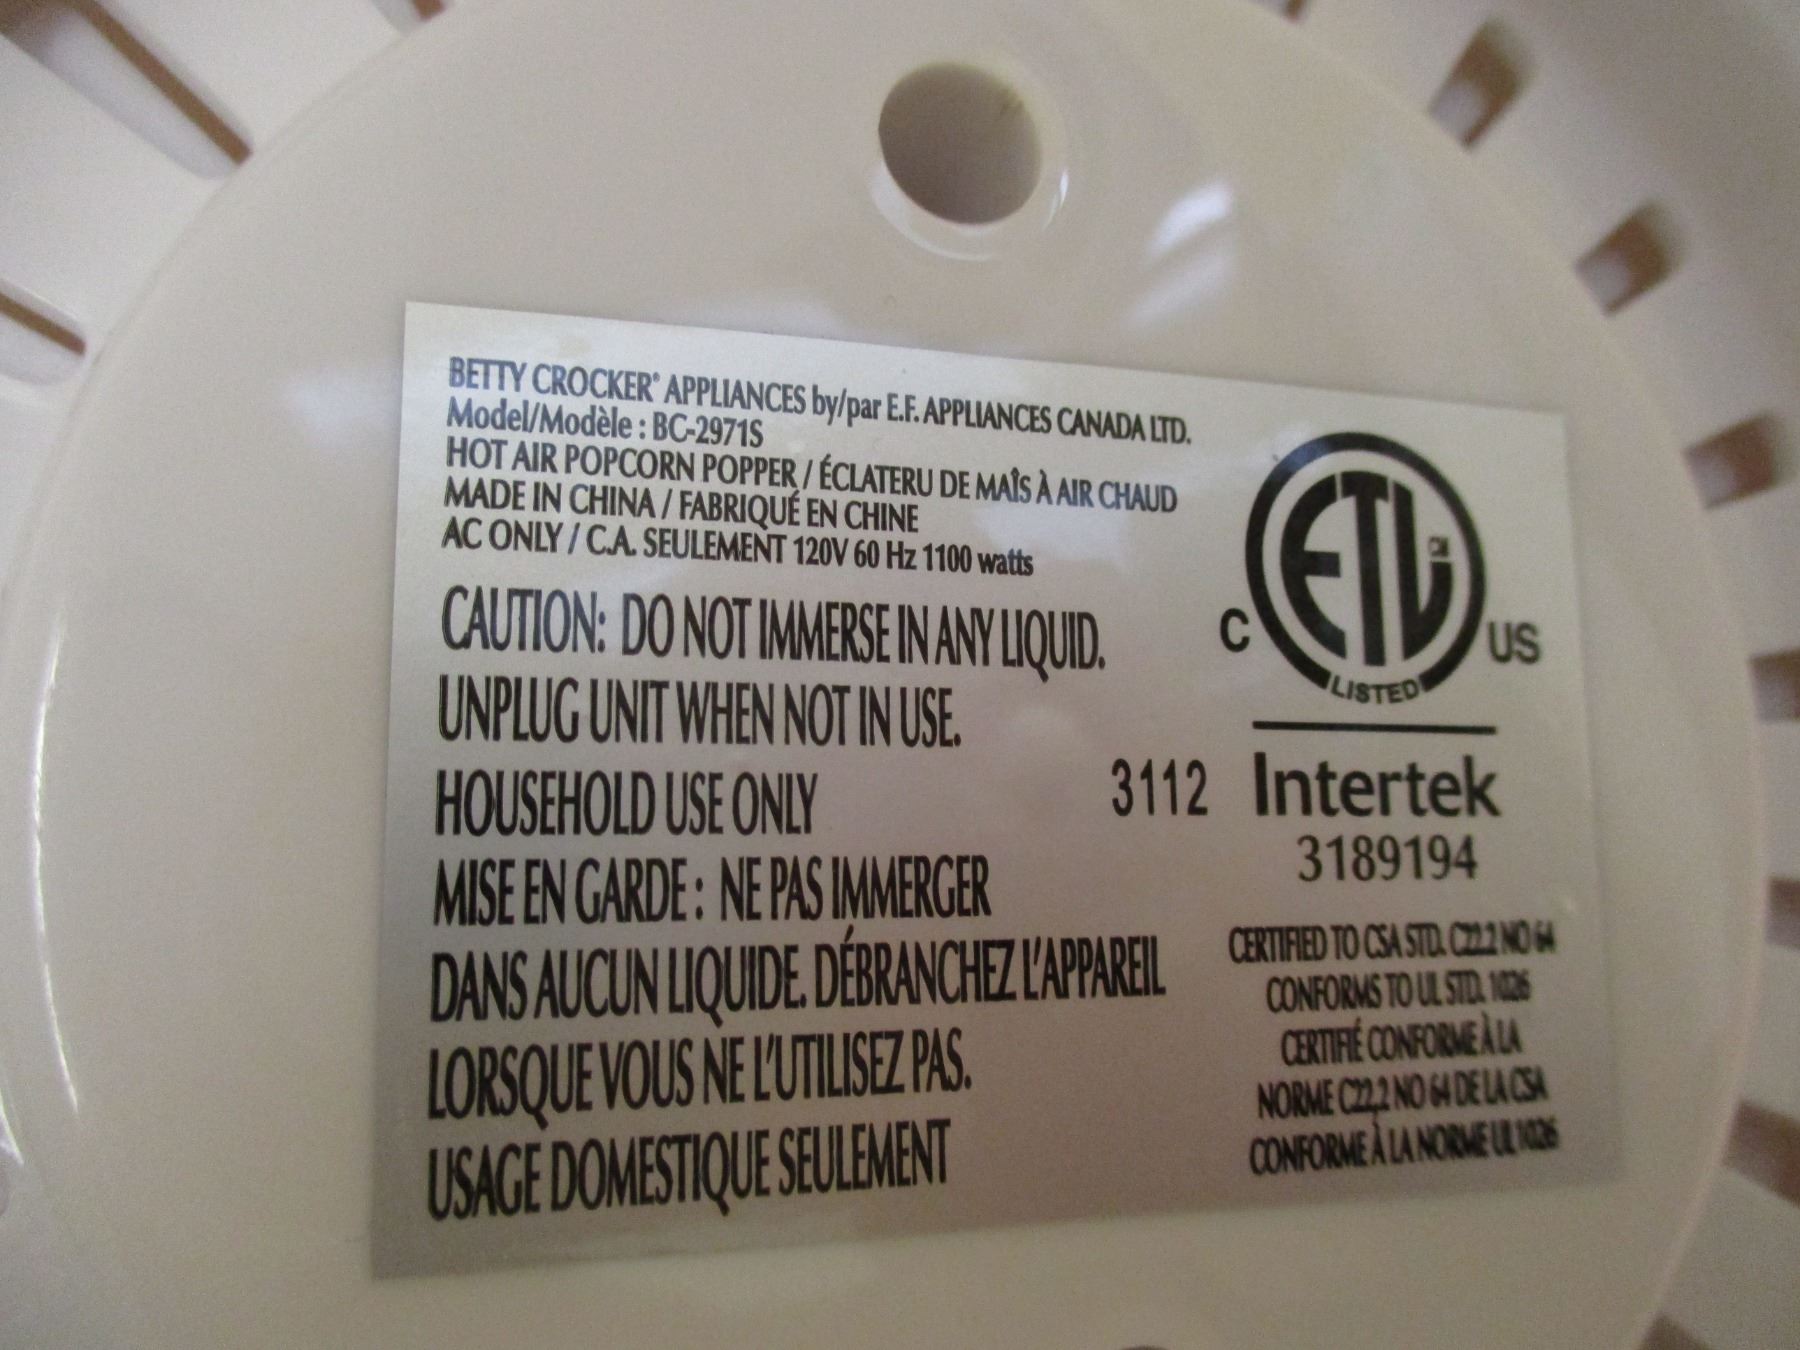 BETTY CROCKER® APPLIANCES by/par E.F. APPLIANCES CANADA LTD.
Model/Modèle : BC-2971S
HOT AIR POPCORN POPPER / ÉCLATERU DE MAÎS À AIR CHAUD
MADE IN CHINA / FABRIQUÉ EN CHINE
AC ONLY / C.A. SEULEMENT 120V 60 Hz 1100 watts
CAUTION: DO NOT IMMERSE IN ANY LIQUID.
UNPLUG UNIT WHEN NOT IN USE.
HOUSEHOLD USE ONLY
MISE EN GARDE : NE PAS IMMERGER
DANS AUCUN LIQUIDE. DÉBRANCHEZ L'APPAREIL
LORSQUE VOUS NE L'UTILISEZ PAS.
USAGE DOMESTIQUE SEULEMENT
3112
C ETL CM US
LISTED
Intertek
3189194
CERTIFIED TO CSA STD. C22.2 NO 64
CONFORMS TO UL STD. 1026
CERTIFIÉ CONFORME À LA
NORME C22,2 NO 64 DE LA CSA
CONFORME À LA NORME UL 1026